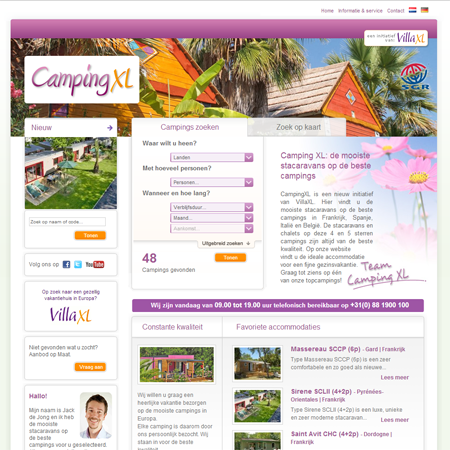 Home Informatie & service Contact
een initiatief van VillaXL
CampingXL
SGR
Nieuw
Zoek op naam of code..
Tonen
Volg ons op
You Tube
Op zoek naar een gezellig
vakantiehuis in Europa?
VillaXL
Niet gevonden wat u zocht?
Aanbod op Maat.
Vraag aan
Hallo!
Mijn naam is Jack
de Jong en ik heb
de mooiste
stacaravans op
de beste
campings voor
u geselecteerd.
Campings zoeken
Zoek op kaart
Waar wilt u heen?
Landen
Met hoeveel personen?
Personen...
Wanneer en hoe lang?
Verblijfsduur...
Maand...
Aankomst...
Uitgebreid zoeken
48
Campings gevonden
Tonen
Camping XL: de mooiste
stacaravans op de beste
campings
CampingXL is een nieuw initiatief
van VillaXL. Hier vindt u de
mooiste stacaravans op de beste
campings in Frankrijk, Spanje,
Italië en België. De stacaravans en
chalets op deze 4 en 5 sterren
campings zijn altijd van de beste
kwaliteit. Op onze website
vindt u de ideale accommodatie
voor een fijne gezinsvakantie.
Graag tot ziens op één
van onze topcampings!
Team
Camping XL
Wij zijn vandaag van 09.00 tot 19.00 uur telefonisch bereikbaar op +31(0) 88 1900 100
Constante kwaliteit
Wij willen u graag een
heerlijke vakantie bezorgen
op de mooiste campings in
Europa.
Elke camping is daarom door
ons persoonlijk bezocht. Wij
staan in voor de beste
kwaliteit in
Favoriete accommodaties
Massereau SCCP (6p) - Gard | Frankrijk
Type Massereau SCCP (6p) is een zeer
comfortabele en zo goed als nieuwe...
Lees meer
Sirene SCLII (4+2p) - Pyrénées-
Orientales | Frankrijk
Type Sirene SCLII (4+2p) is een luxe, unieke
en zeer moderne stacaravan...
Lees meer
Saint Avit CHC (4+2p) - Dordogne |
Frankrijk